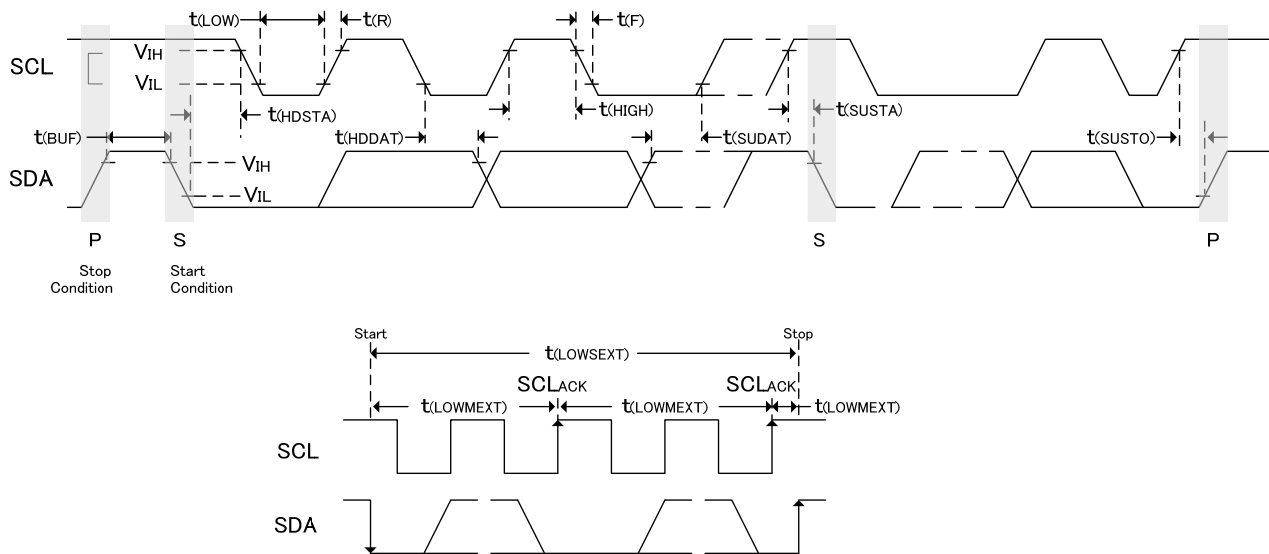 t(LOW) t(R) t(F)
SCL VIH
VIL
t(HDSTA) t(HIGH) t(SUSTA)
t(BUF) t(HDDAT) t(SUDAT) t(SUSTO)
SDA VIH
VIL
P S S P
Stop Condition
Start Condition
Start Stop
t(LOWSEXT)
SCLACK SCLACK
t(LOWMEXT) t(LOWMEXT) t(LOWMEXT)
SCL
SDA